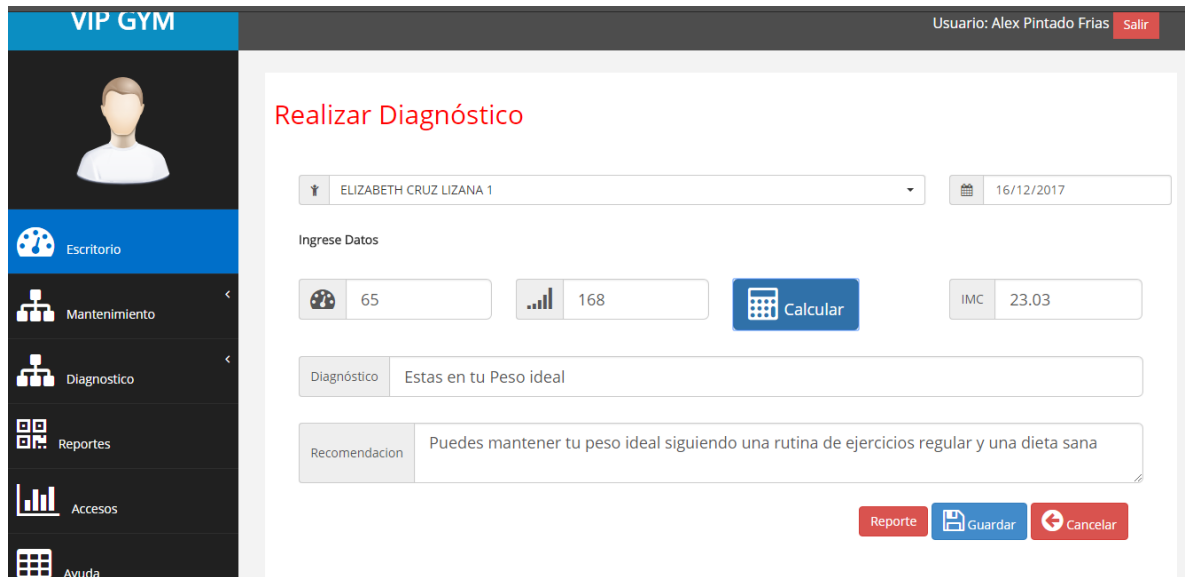 VIP GYM
Usuario: Alex Pintado Frias Salir
Realizar Diagnóstico
ELIZABETH CRUZ LIZANA 1
16/12/2017
Escritorio
Ingrese Datos
Mantenimiento
65
168
Calcular
IMC 23.03
Diagnostico
Diagnóstico Estas en tu Peso ideal
Reportes
Recomendacion Puedes mantener tu peso ideal siguiendo una rutina de ejercicios regular y una dieta sana
Accesos
Reporte Guardar Cancelar
Ayuda